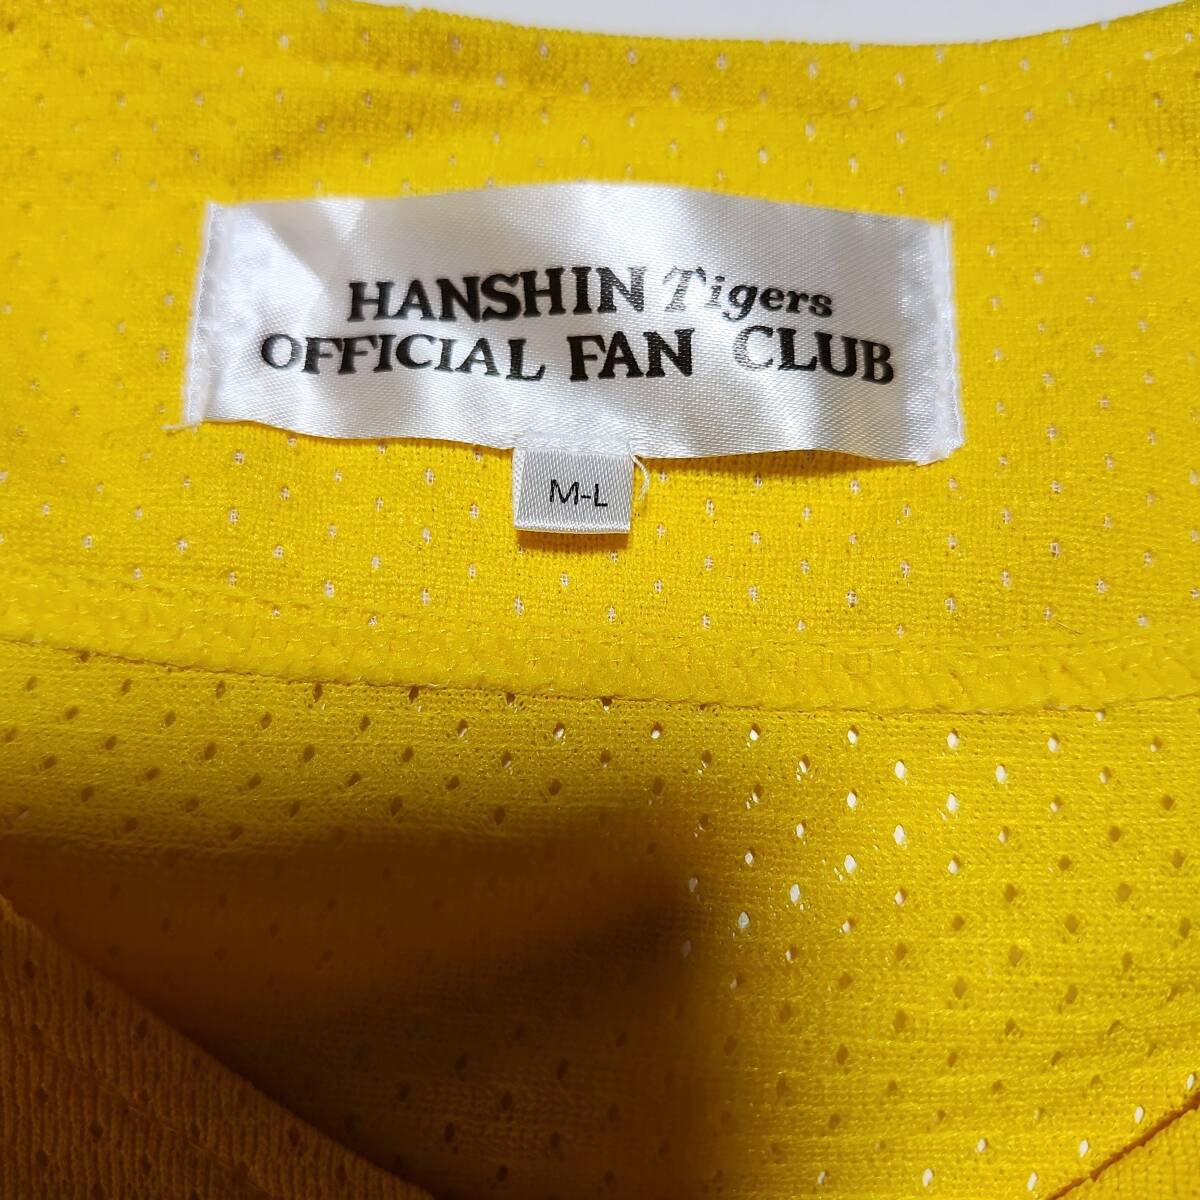 HANSHIN Tigers
OFFICIAL FAN CLUB
M-L